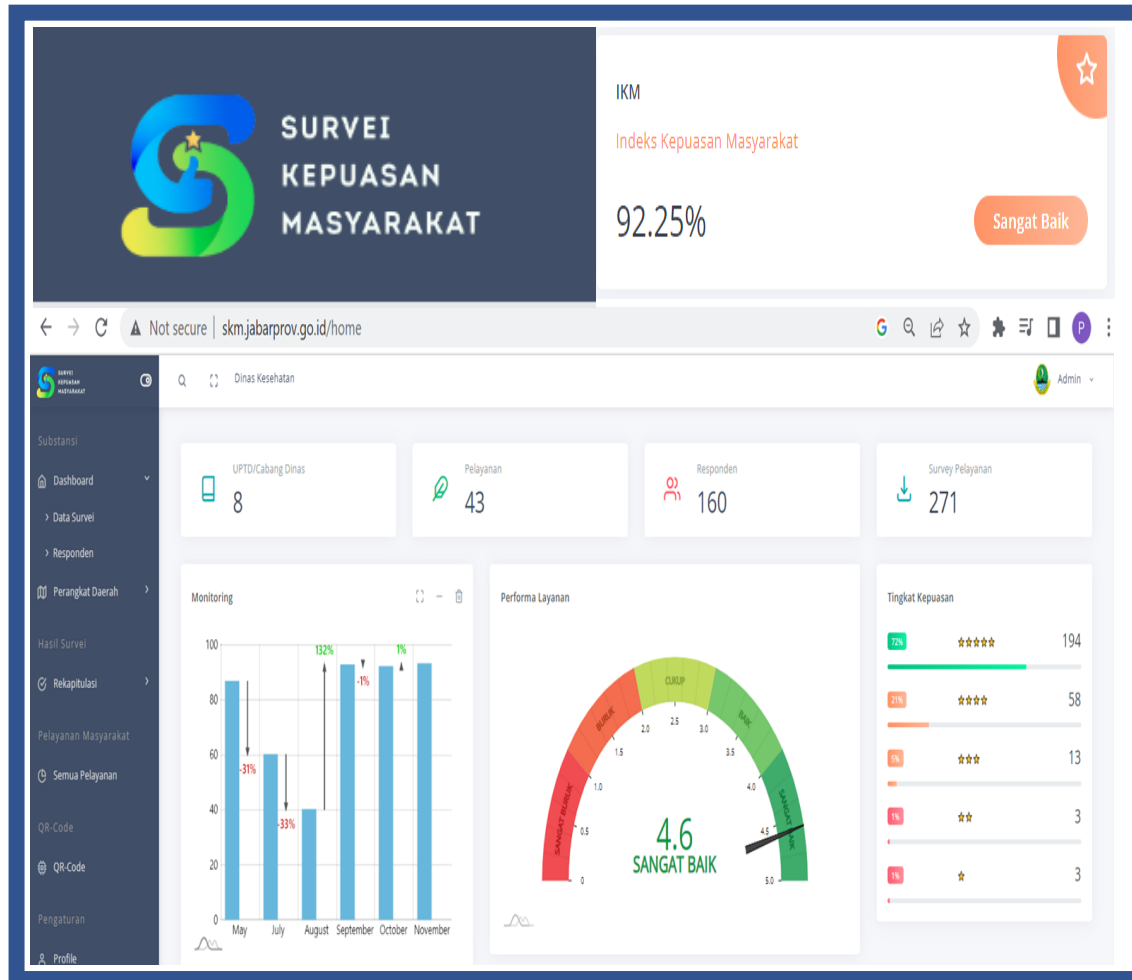 SURVEI
KEPUASAN
MASYARAKAT
IKM
Indeks Kepuasan Masyarakat
92.25%
Sangat Baik
Not secure | skm.jabarprov.go.id/home
G
P
SURVEI
KEPUASAN
MASYARAKAT
Dinas Kesehatan
Admin
Substansi
Dashboard
> Data Survei
> Responden
Perangkat Daerah
Hasil Survei
Rekapitulasi
Pelayanan Masyarakat
Semua Pelayanan
QR-Code
QR-Code
Pengaturan
Profile
UPTD/Cabang Dinas
8
Pelayanan
43
Responden
160
Survey Pelayanan
271
Monitoring
100
80
60
40
20
0
-31%
-33%
132%
-1%
1%
May July August September October November
Performa Layanan
SANGAT BURUK
BURUK
CUKUP
BAIK
SANGAT BAIK
0
0.5
1.0
1.5
2.0
2.5
3.0
3.5
4.0
4.5
5.0
4.6
SANGAT BAIK
Tingkat Kepuasan
72% 194
21% 58
5% 13
1% 3
1% 3